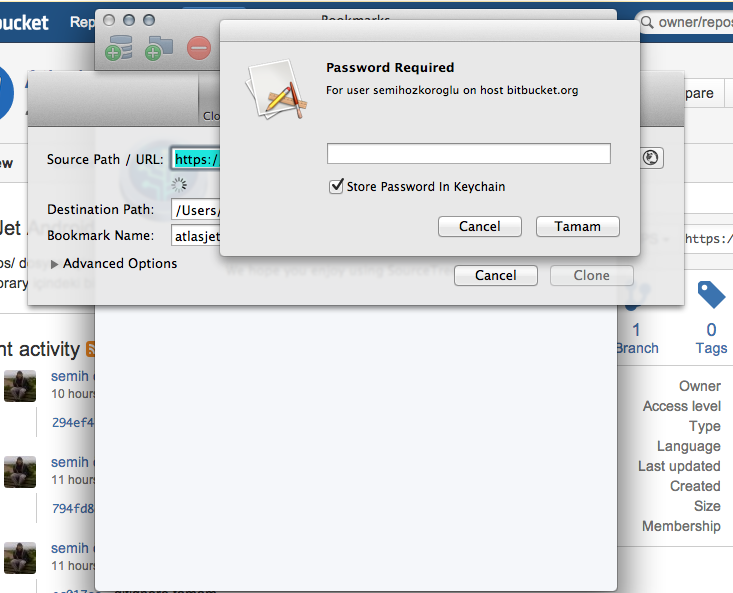 bucket
Rep
Bookmarks
owner/repos
Password Required
For user semihozkoroglu on host bitbucket.org
pare
Clo
Source Path / URL:
https:/
Store Password In Keychain
Cancel
Tamam
Destination Path:
/Users/
Bookmark Name:
atlasjet
https:/
Advanced Options
Cancel
Clone
ew
Jet
1
Branch
0
Tags
nt activity
semih
10 hours
294ef4
semih
11 hours
794fd8
semih
11 hours
Owner
Access level
Type
Language
Last updated
Created
Size
Membership